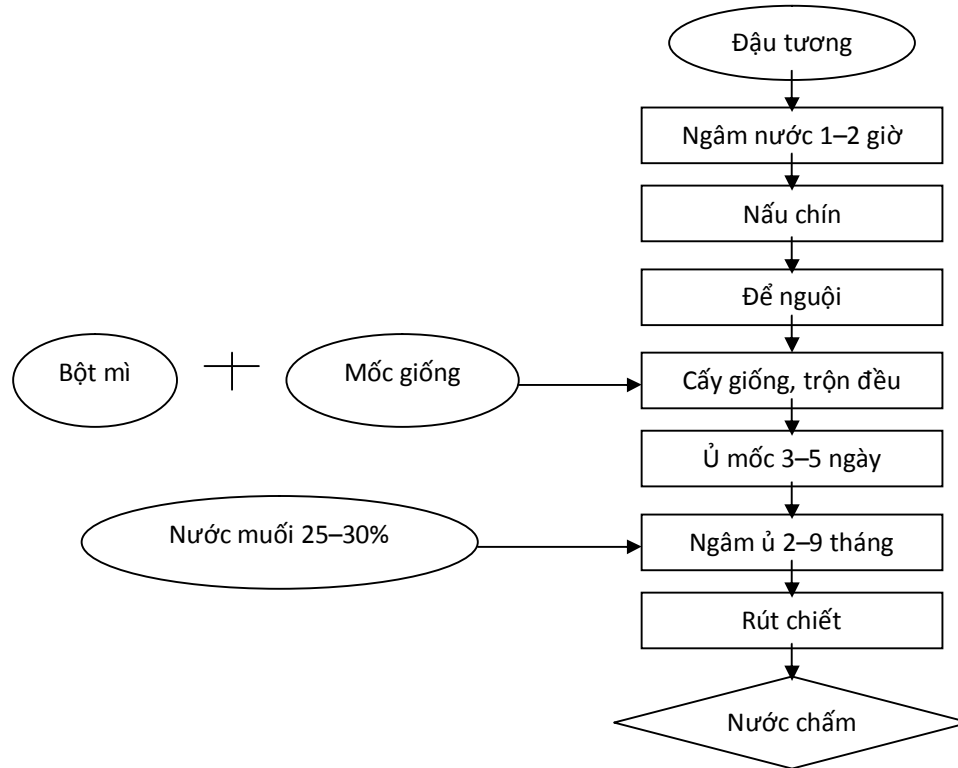 Đậu tương
Ngâm nước 1–2 giờ
Nấu chín
Để nguội
Bột mì
Mốc giống
Cấy giống, trộn đều
Ủ mốc 3–5 ngày
Nước muối 25–30%
Ngâm ủ 2–9 tháng
Rút chiết
Nước chấm